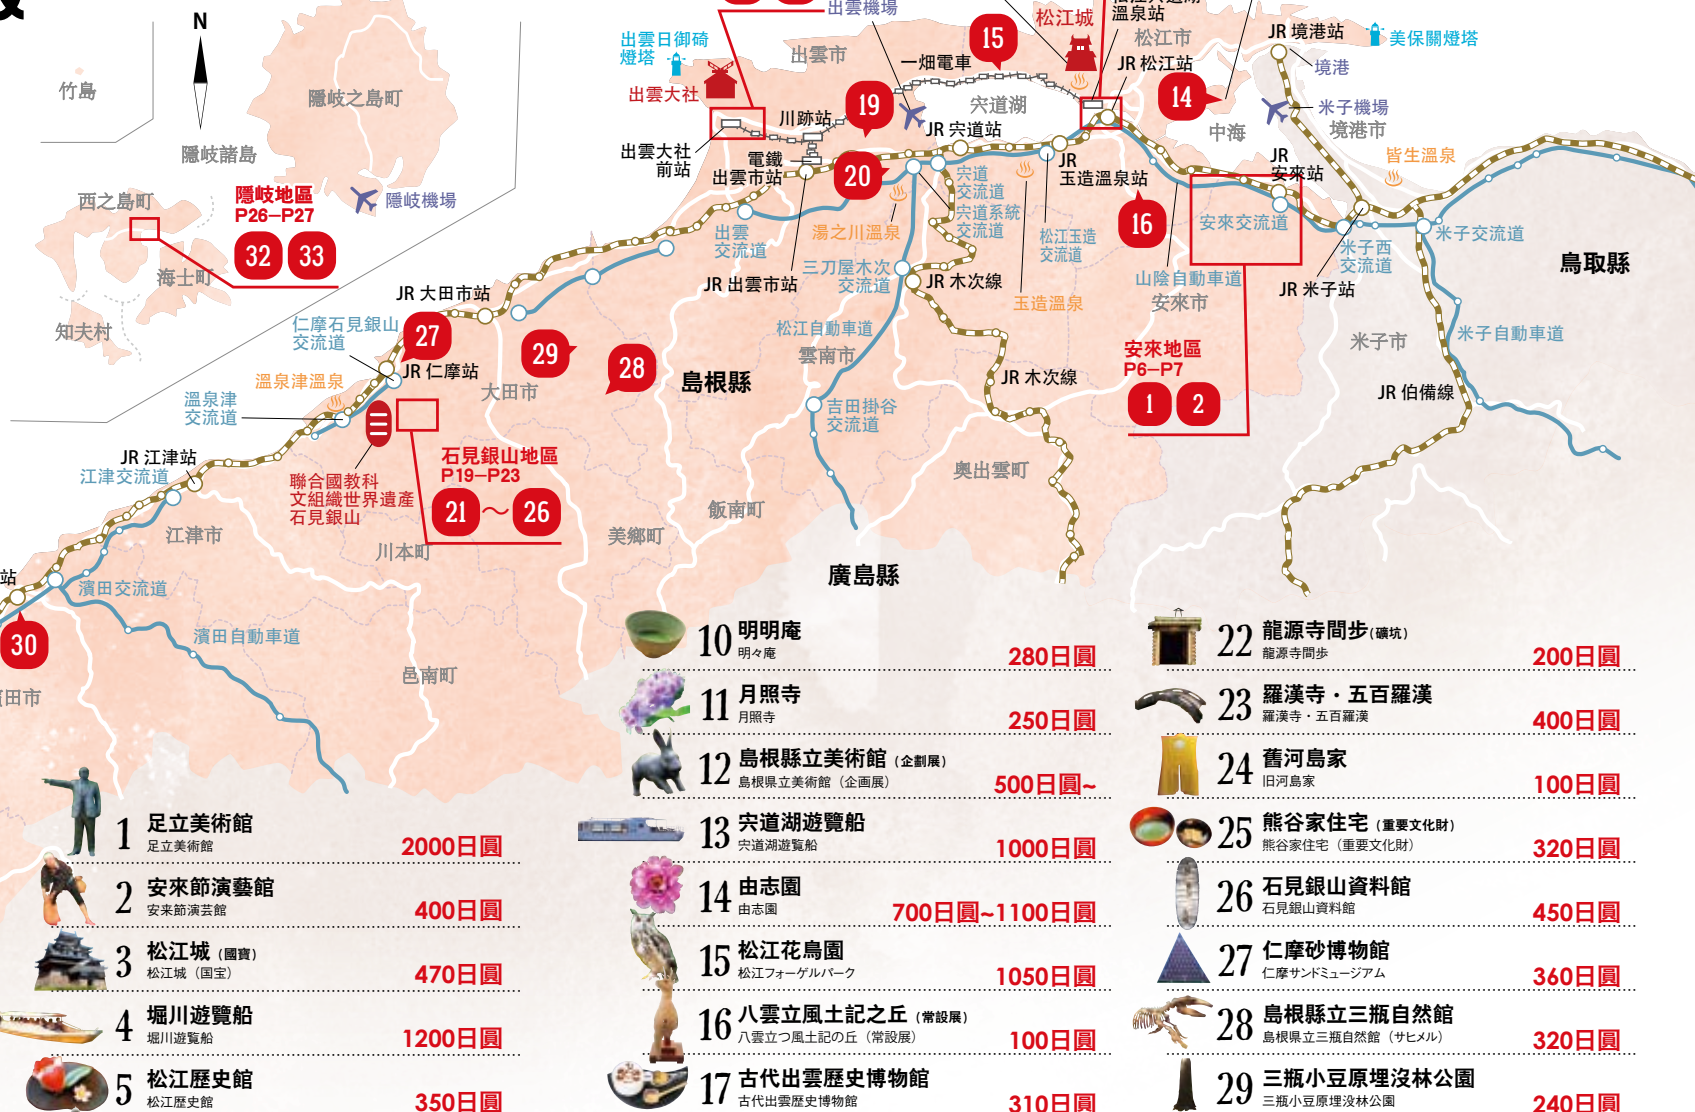 N
竹島
隱岐之島町
隱岐諸島
西之島町
隱岐地區
P26–P27
32
33
隱岐機場
海士町
知夫村
出雲機場
出雲日御碕
燈塔
出雲市
出雲大社
一畑電車
15
松江城
溫泉站
松江市
JR 松江站
14
JR 境港站
美保關燈塔
境港
米子機場
境港市
中海
宍道湖
19
川跡站
JR 宍道站
出雲大社
前站
電鐵
出雲市站
20
宍道
交流道
宍道系統
交流道
JR
玉造溫泉站
松江玉造
交流道
16
JR
安來站
皆生溫泉
安來交流道
山陰自動車道
安來市
米子西
交流道
米子交流道
JR 米子站
鳥取縣
出雲
交流道
湯之川溫泉
三刀屋木次
交流道
JR 出雲市站
JR 木次線
玉造溫泉
松江自動車道
雲南市
米子市
米子自動車道
安來地區
P6–P7
1
2
JR 伯備線
JR 大田市站
仁摩石見銀山
交流道
27
29
28
島根縣
JR 仁摩站
大田市
JR 木次線
溫泉津溫泉
溫泉津
交流道
吉田掛谷
交流道
JR 江津站
江津交流道
聯合國教科
文組織世界遺產
石見銀山
石見銀山地區
P19–P23
21
～
26
奧出雲町
飯南町
美鄉町
江津市
川本町
廣島縣
站
濱田交流道
30
濱田自動車道
田市
邑南町
1
足立美術館
足立美術館
2000日圓
2
安來節演藝館
安来節演芸館
400日圓
3
松江城 (國寶)
松江城（国宝）
470日圓
4
堀川遊覽船
堀川遊覧船
1200日圓
5
松江歷史館
松江歴史館
350日圓
10
明明庵
明々庵
280日圓
11
月照寺
月照寺
250日圓
12
島根縣立美術館 (企劃展)
島根県立美術館（企画展）
500日圓~
13
宍道湖遊覽船
宍道湖遊覧船
1000日圓
14
由志園
由志園
700日圓~1100日圓
15
松江花鳥園
松江フォーゲルパーク
1050日圓
16
八雲立風土記之丘 (常設展)
八雲立つ風土記の丘（常設展）
100日圓
17
古代出雲歷史博物館
古代出雲歴史博物館
310日圓
22
龍源寺間步(礦坑)
龍源寺間歩
200日圓
23
羅漢寺・五百羅漢
羅漢寺・五百羅漢
400日圓
24
舊河島家
旧河島家
100日圓
25
熊谷家住宅 (重要文化財)
熊谷家住宅（重要文化財）
320日圓
26
石見銀山資料館
石見銀山資料館
450日圓
27
仁摩砂博物館
仁摩サンドミュージアム
360日圓
28
島根縣立三瓶自然館
島根県立三瓶自然館（サヒメル）
320日圓
29
三瓶小豆原埋沒林公園
三瓶小豆原埋没林公園
240日圓